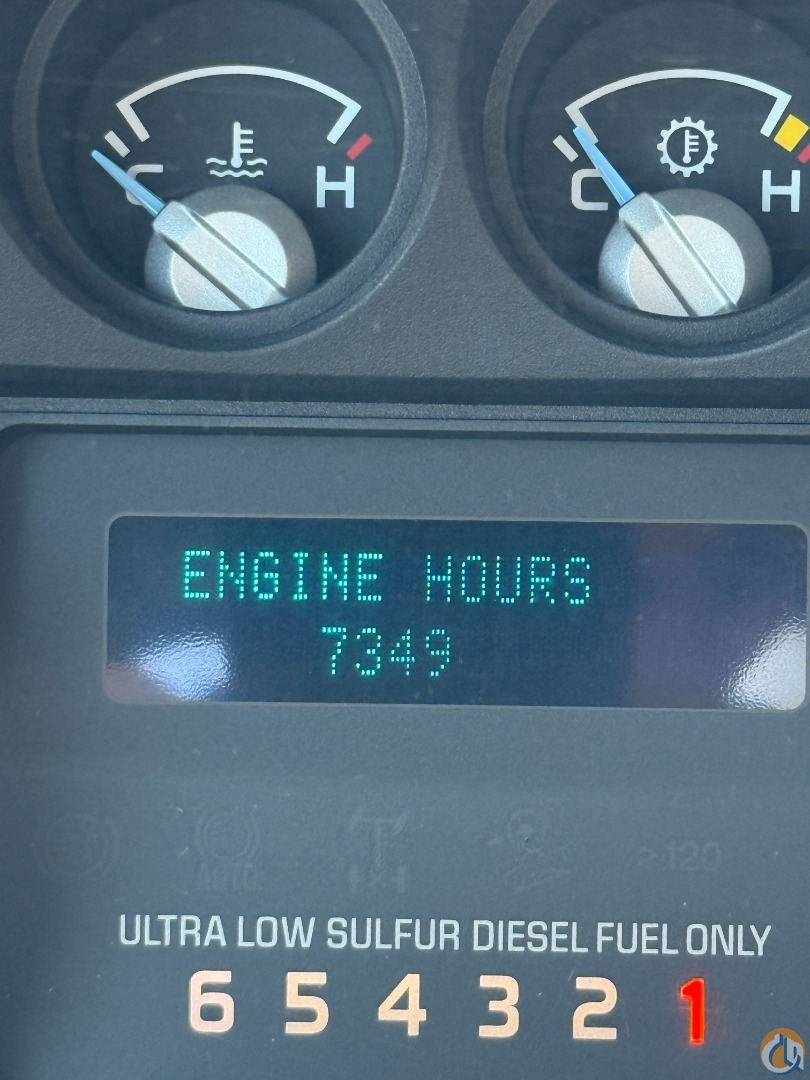 C H
C H
ENGINE HOURS
7349
AUTO
>120
ULTRA LOW SULFUR DIESEL FUEL ONLY
6 5 4 3 2 1